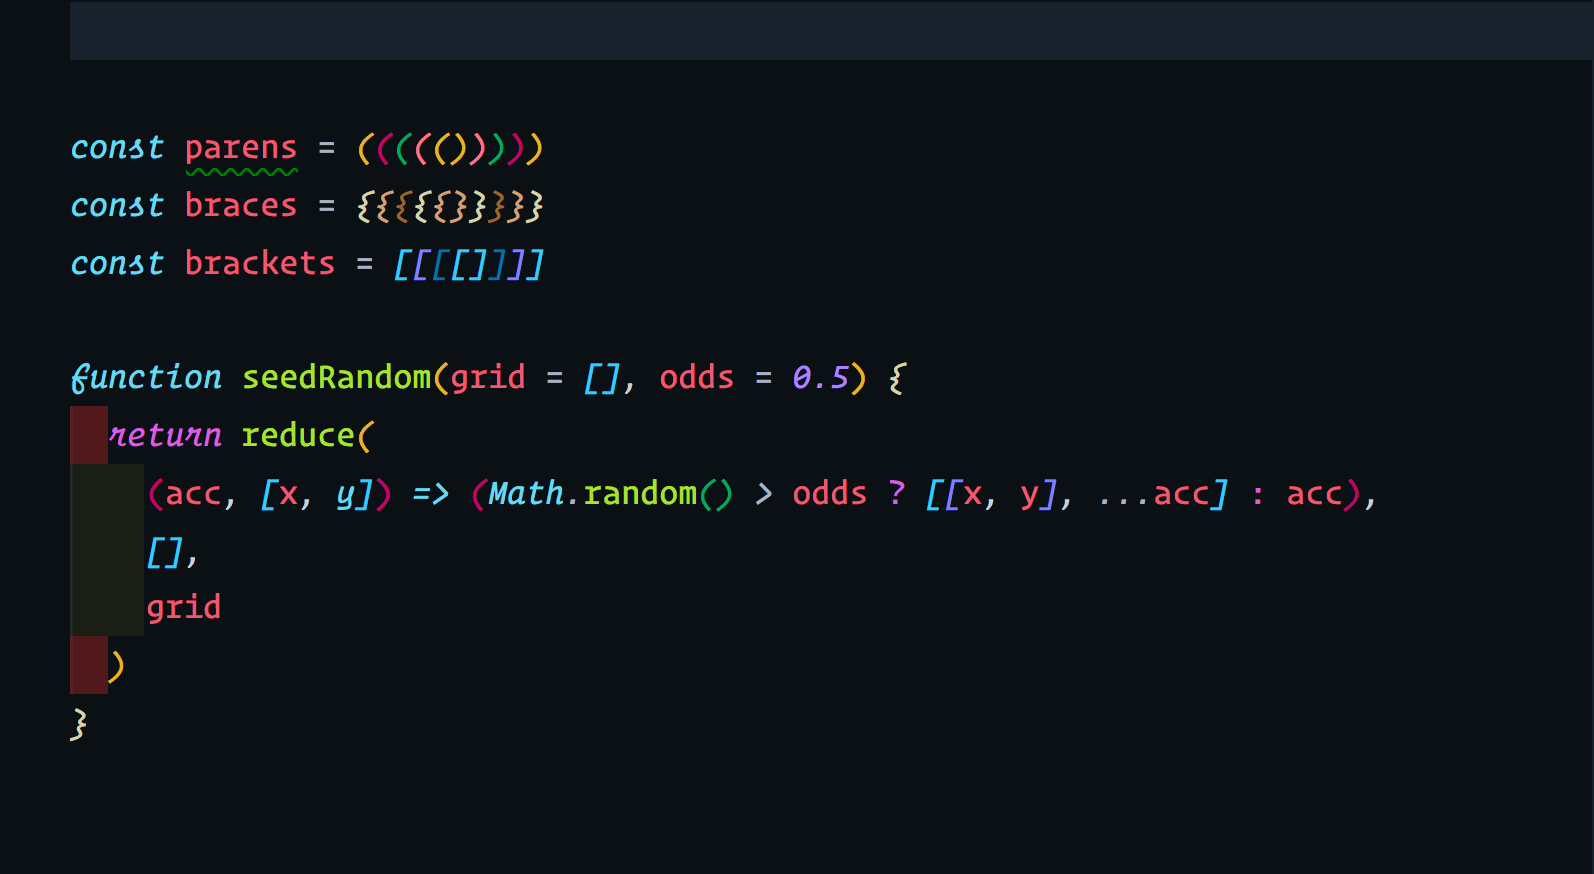 const parens = ((((()))))
const braces = {{{{{}}}}}
const brackets = [[[[]]]]
function seedRandom(grid = [], odds = 0.5) {
return reduce(
(acc, [x, y]) => (Math.random() > odds ? [[x, y], ...acc] : acc),
[],
grid
)
}